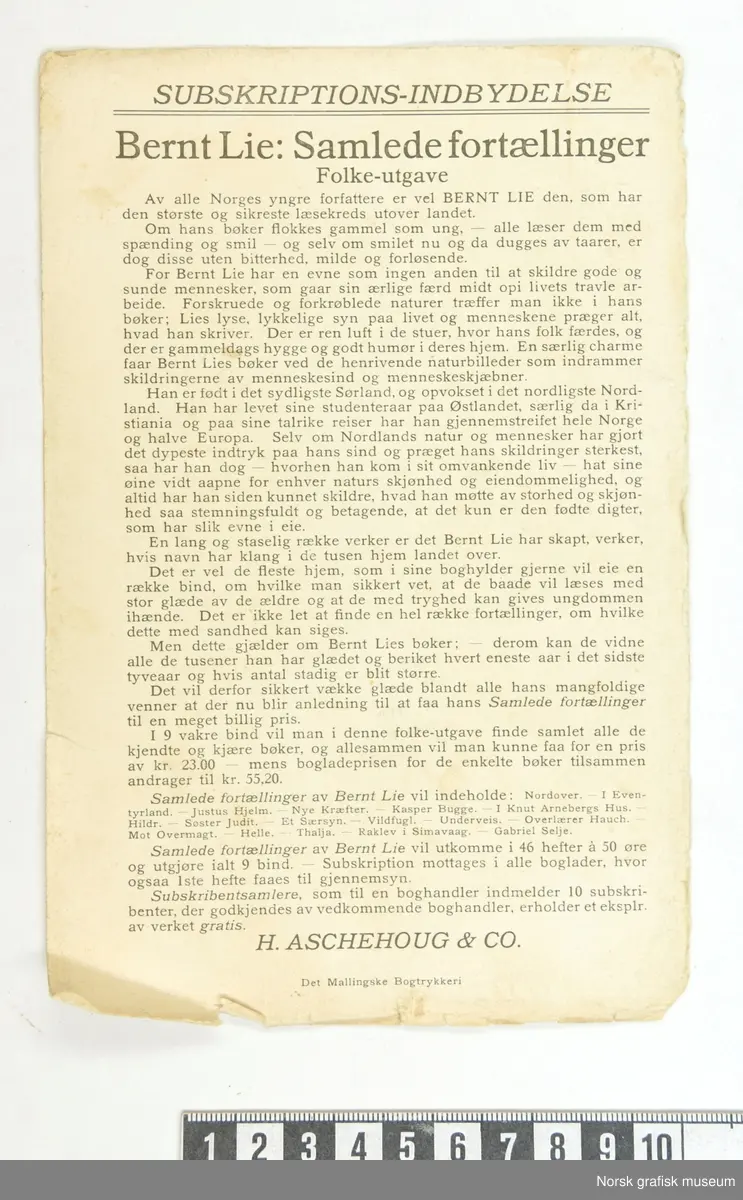 SUBSKRIPTIONS-INDBYDELSE
Bernt Lie: Samlede fortællinger
Folke-utgave
Av alle Norges yngre forfattere er vel BERNT LIE den, som har
den største og sikreste læsekreds utover landet.
Om hans bøker flokkes gammel som ung, — alle læser dem med
spænding og smil — og selv om smilet nu og da dugges av taarer, er
dog disse uten bitterhed, milde og forløsende.
For Bernt Lie har en evne som ingen anden til at skildre gode og
sunde mennesker, som gaar sin ærlige færd midt opi livets travle ar-
beide. Forskruede og forkrøblede naturer træffer man ikke i hans
bøker; Lies lyse, lykkelige syn paa livet og menneskene præger alt,
hvad han skriver. Der er ren luft i de stuer, hvor hans folk færdes, og
der er gammeldags hygge og godt humør i deres hjem. En særlig charme
faar Bernt Lies bøker ved de henrivende naturbilleder som indrammer
skildringerne av menneskesind og menneskeskjæbner.
Han er født i det sydligste Sørland, og opvokset i det nordligste Nord-
land. Han har levet sine studenteraar paa Østlandet, særlig da i Kri-
stiania og paa sine talrike reiser har han gjennemstreifet hele Norge
og halve Europa. Selv om Nordlands natur og mennesker har gjort
det dypeste indtryk paa hans sind og præget hans skildringer sterkest,
saa har han dog — hvorhen han kom i sit omvankende liv — hat sine
øine vidt aapne for enhver naturs skjønhed og eiendommelighed, og
altid har han siden kunnet skildre, hvad han møtte av storhed og skjøn-
hed saa stemningsfuldt og betagende, at det kun er den fødte digter,
som har slik evne i eie.
En lang og staselig række verker er det Bernt Lie har skapt, verker,
hvis navn har klang i de tusen hjem landet over.
Det er vel de fleste hjem, som i sine boghylder gjerne vil eie en
række bind, om hvilke man sikkert vet, at de baade vil læses med
stor glæde av de ældre og at de med tryghed kan gives ungdommen
ihænde. Det er ikke let at finde en hel række fortællinger, om hvilke
dette med sandhed kan siges.
Men dette gjælder om Bernt Lies bøker; — derom kan de vidne
alle de tusener han har glædet og beriket hvert eneste aar i det sidste
tyveaar og hvis antal stadig er blit større.
Det vil derfor sikkert vække glæde blandt alle hans mangfoldige
venner at der nu blir anledning til at faa hans Samlede fortællinger
til en meget billig pris.
I 9 vakre bind vil man i denne folke-utgave finde samlet alle de
kjendte og kjære bøker, og allesammen vil man kunne faa for en pris
av kr. 23.00 — mens bogladeprisen for de enkelte bøker tilsammen
andrager til kr. 55,20.
Samlede fortællinger av Bernt Lie vil indeholde: Nordover. — I Even-
tyrland. — Justus Hjelm. — Nye Kræfter. — Kasper Bugge. — I Knut Arnebergs Hus. —
Hildr. — Søster Judit. — Et Særsyn. — Vildfugl. — Underveis. — Overlærer Hauch. —
Mot Overmagt. — Helle. — Thalja. — Raklev i Simavaag. — Gabriel Selje.
Samlede fortællinger av Bernt Lie vil utkomme i 46 hefter à 50 øre
og utgjøre ialt 9 bind. — Subskription mottages i alle boglader, hvor
ogsaa 1ste hefte faaes til gjennemsyn.
Subskribentsamlere, som til en boghandler indmelder 10 subskri-
benter, der godkjendes av vedkommende boghandler, erholder et eksplr.
av verket gratis.
H. ASCHEHOUG & CO.
Det Mallingske Bogtrykkeri
1 2 3 4 5 6 7 8 9 10
Norsk grafisk museum